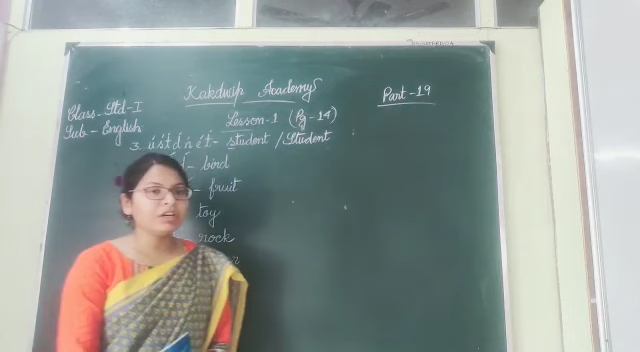 Kakdwip Academy
Part-19
Class-Std-I
Sub-English
Lesson-1 (Pg-14)
3. ustdnet- student / Student
d- bird
- fruit
toy
rock